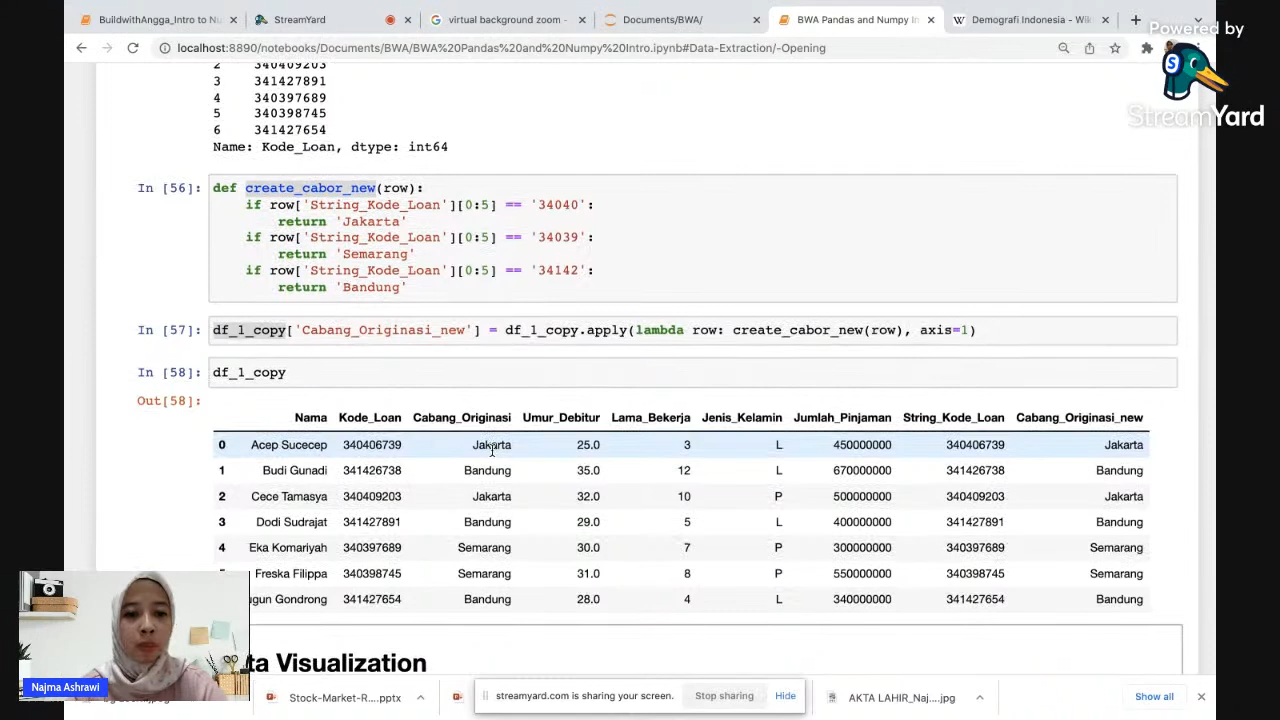 BuildwithAngga_Intro to Nu
StreamYard
virtual background zoom -
Documents/BWA/
BWA Pandas and Numpy In
Demografi Indonesia - Wik
localhost:8890/notebooks/Documents/BWA/BWA%20Pandas%20and%20Numpy%20Intro.ipynb#Data-Extraction/-Opening
Powered by
StreamYard
2 340409203
3 341427891
4 340397689
5 340398745
6 341427654
Name: Kode_Loan, dtype: int64
In [56]: def create_cabor_new(row):
if row['String_Kode_Loan'][0:5] == '34040':
return 'Jakarta'
if row['String_Kode_Loan'][0:5] == '34039':
return 'Semarang'
if row['String_Kode_Loan'][0:5] == '34142':
return 'Bandung'
In [57]: df_1_copy['Cabang_Originasi_new'] = df_1_copy.apply(lambda row: create_cabor_new(row), axis=1)
In [58]: df_1_copy
Out[58]:
Nama Kode_Loan Cabang_Originasi Umur_Debitur Lama_Bekerja Jenis_Kelamin Jumlah_Pinjaman String_Kode_Loan Cabang_Originasi_new
0 Acep Sucecep 340406739 Jakarta 25.0 3 L 450000000 340406739 Jakarta
1 Budi Gunadi 341426738 Bandung 35.0 12 L 670000000 341426738 Bandung
2 Cece Tamasya 340409203 Jakarta 32.0 10 P 500000000 340409203 Jakarta
3 Dodi Sudrajat 341427891 Bandung 29.0 5 L 400000000 341427891 Bandung
4 Eka Komariyah 340397689 Semarang 30.0 7 P 300000000 340397689 Semarang
Freska Filippa 340398745 Semarang 31.0 8 P 550000000 340398745 Semarang
ugun Gondrong 341427654 Bandung 28.0 4 L 340000000 341427654 Bandung
ta Visualization
Najma Ashrawi
Stock-Market-R....pptx
streamyard.com is sharing your screen.
Stop sharing
Hide
AKTA LAHIR_Naj....jpg
Show all